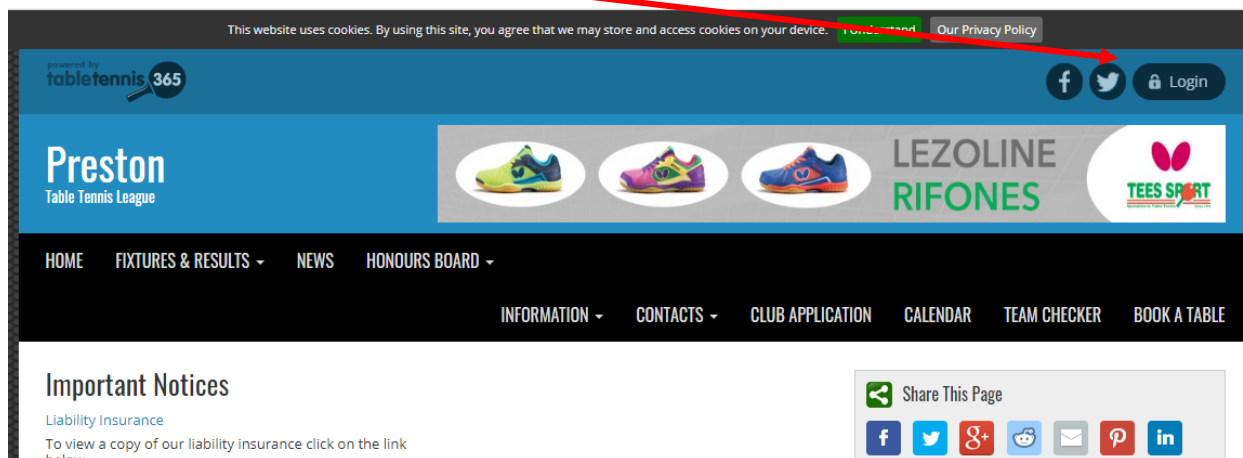 This website uses cookies. By using this site, you agree that we may store and access cookies on your device. I Understand Our Privacy Policy
powered by
tabletennis 365
Login
Preston
Table Tennis League
LEZOLINE
RIFONES
TEES SPORT
HOME FIXTURES & RESULTS NEWS HONOURS BOARD
INFORMATION CONTACTS CLUB APPLICATION CALENDAR TEAM CHECKER BOOK A TABLE
Important Notices
Share This Page
Liability Insurance
To view a copy of our liability insurance click on the link